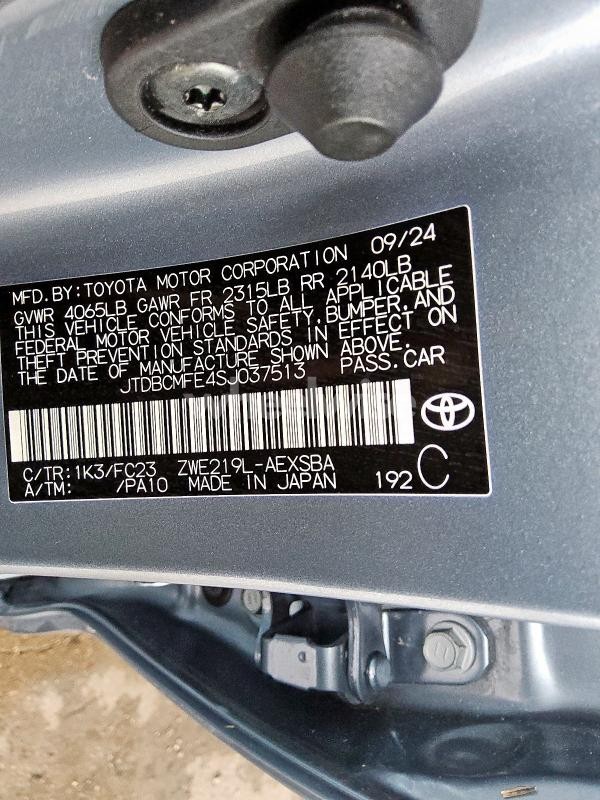 MFD.BY:TOYOTA MOTOR CORPORATION 09/24
GVWR 4065LB GAWR FR 2315LB RR 2140LB
THIS VEHICLE CONFORMS TO ALL APPLICABLE
FEDERAL MOTOR VEHICLE SAFETY,BUMPER,AND
THEFT PREVENTION STANDARDS IN EFFECT ON
THE DATE OF MANUFACTURE SHOWN ABOVE.
JTDBCMFE4SJ037513 PASS.CAR
C/TR:1K3/FC23 ZWE219L-AEXSBA
A/TM: /PA10 MADE IN JAPAN 192 C